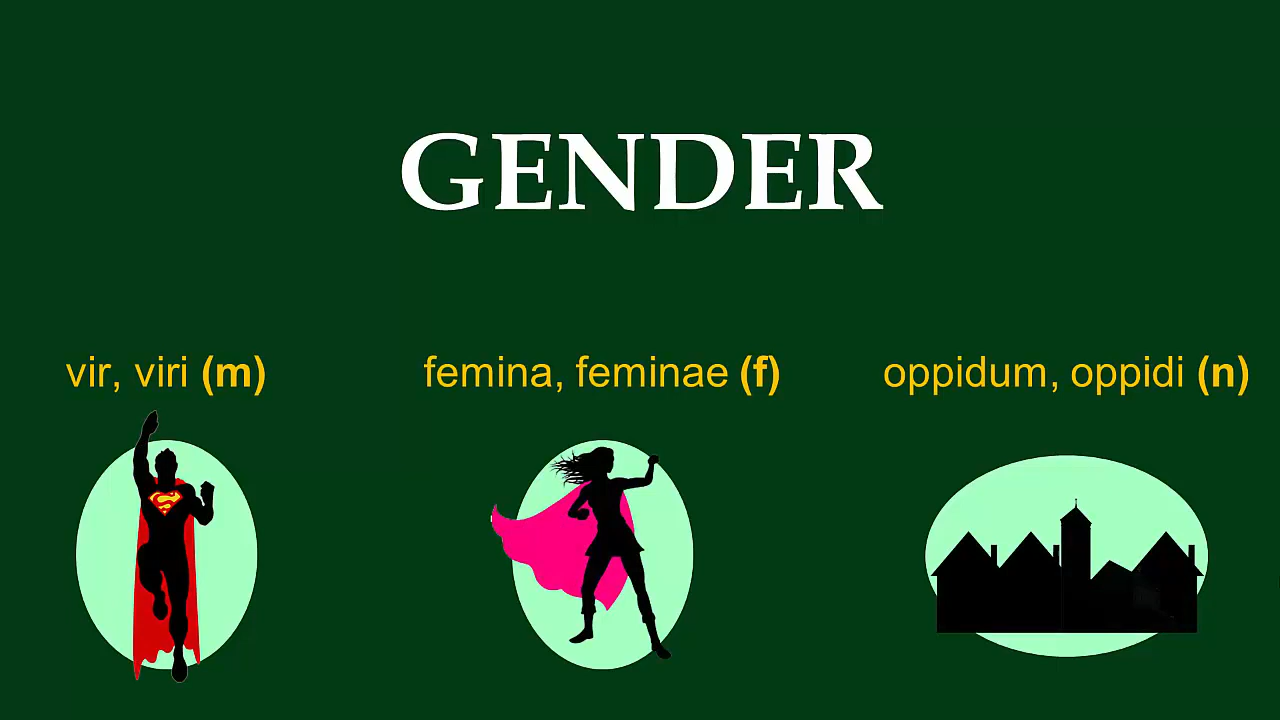 GENDER
vir, viri (m)
femina, feminae (f)
oppidum, oppidi (n)
S